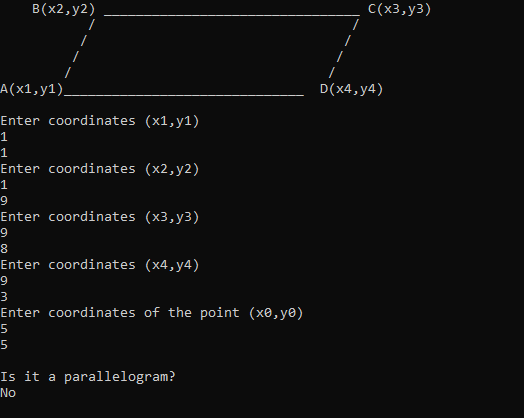 B(x2,y2) ________________________________ C(x3,y3)
/ /
/ /
/ /
/ /
A(x1,y1)______________________________ D(x4,y4)
Enter coordinates (x1,y1)
1
1
Enter coordinates (x2,y2)
1
9
Enter coordinates (x3,y3)
9
8
Enter coordinates (x4,y4)
9
3
Enter coordinates of the point (x0,y0)
5
5
Is it a parallelogram?
No